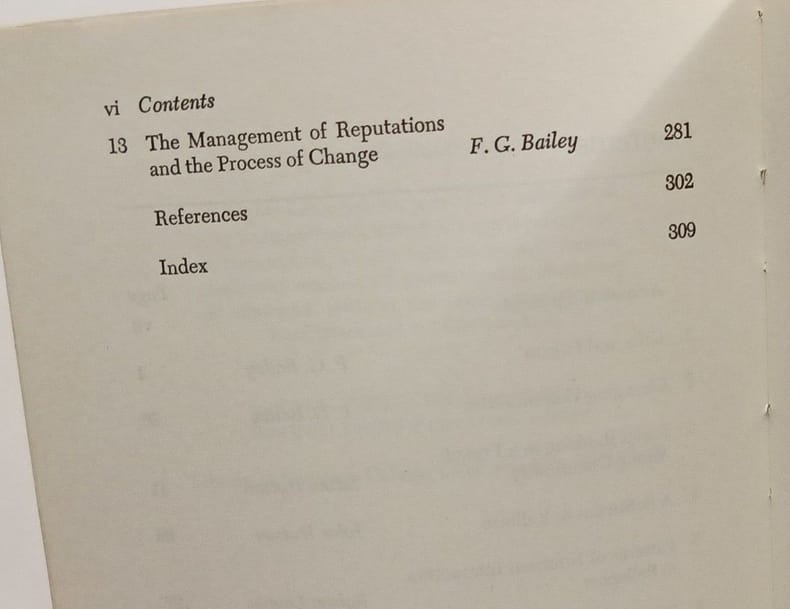 vi Contents
13 The Management of Reputations
and the Process of Change F. G. Bailey 281
References 302
Index 309